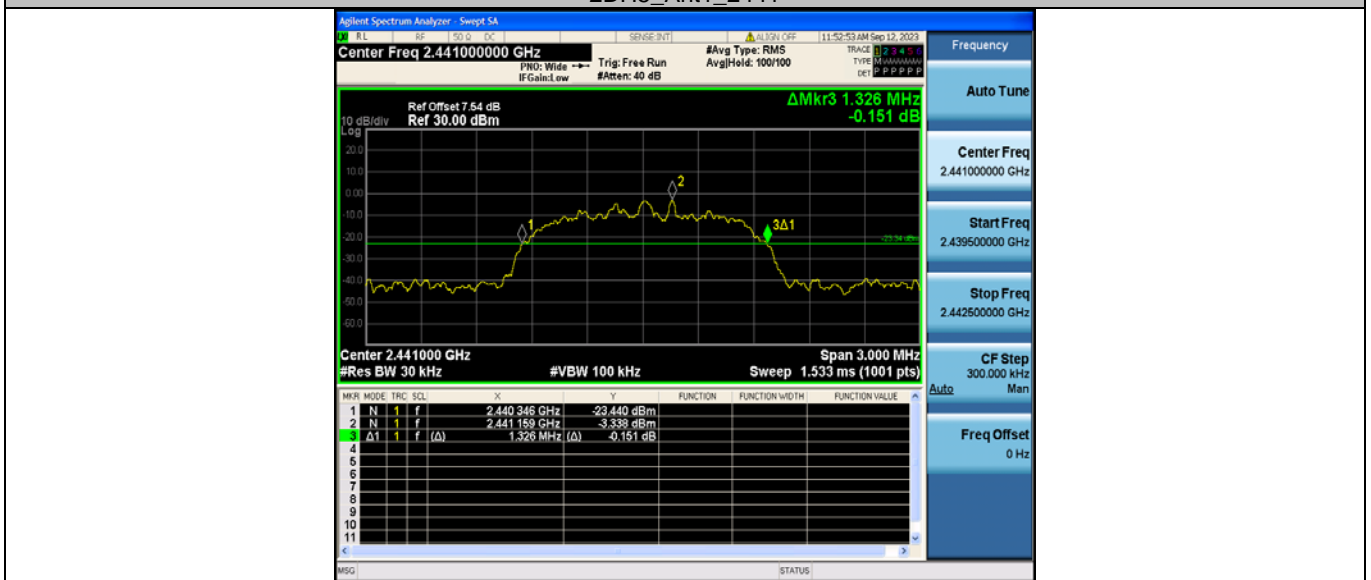 Agilent Spectrum Analyzer - Swept SA
RL RF 50 Ω DC SENSE:INT ALIGN OFF 11:52:53 AM Sep 12, 2023
Center Freq 2.441000000 GHz
PNO: Wide
IFGain:Low
Trig: Free Run
#Atten: 40 dB
#Avg Type: RMS
Avg|Hold: 100/100
TRACE 1 2 3 4 5 6
TYPE M
DET P P P P P P
ΔMkr3 1.326 MHz
-0.151 dB
Ref Offset 7.54 dB
10 dB/div Ref 30.00 dBm
Log
20.0
10.0
0.00
-10.0
-20.0
-30.0
-40.0
-50.0
-60.0
1
2
3Δ1
-23.34 dBm
Center 2.441000 GHz Span 3.000 MHz
#Res BW 30 kHz #VBW 100 kHz Sweep 1.533 ms (1001 pts)
MKR MODE TRC SCL X Y FUNCTION FUNCTION WIDTH FUNCTION VALUE
1 N 1 f 2.440 346 GHz -23.440 dBm
2 N 1 f 2.441 159 GHz -3.338 dBm
3 Δ1 1 f (Δ) 1.326 MHz (Δ) -0.151 dB
4
5
6
7
8
9
10
11
MSG STATUS
Frequency
Auto Tune
Center Freq
2.441000000 GHz
Start Freq
2.439500000 GHz
Stop Freq
2.442500000 GHz
CF Step
300.000 kHz
Auto Man
Freq Offset
0 Hz